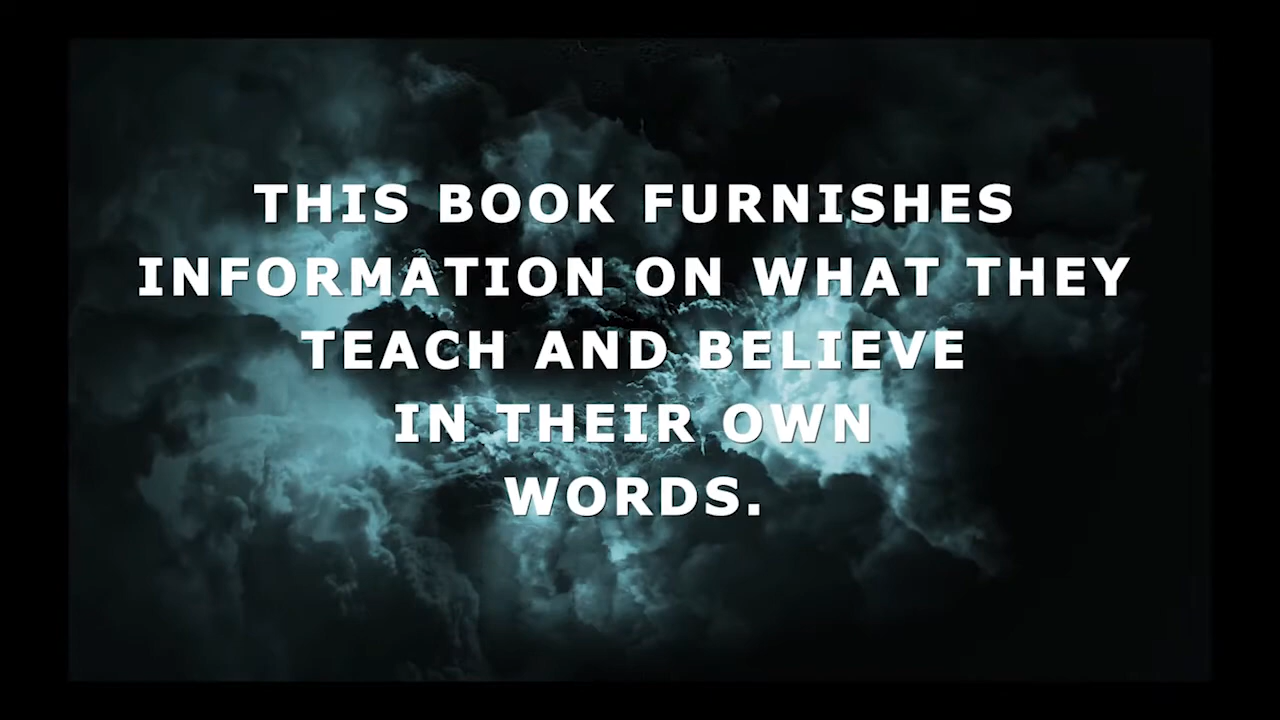 THIS BOOK FURNISHES
INFORMATION ON WHAT THEY
TEACH AND BELIEVE
IN THEIR OWN
WORDS.